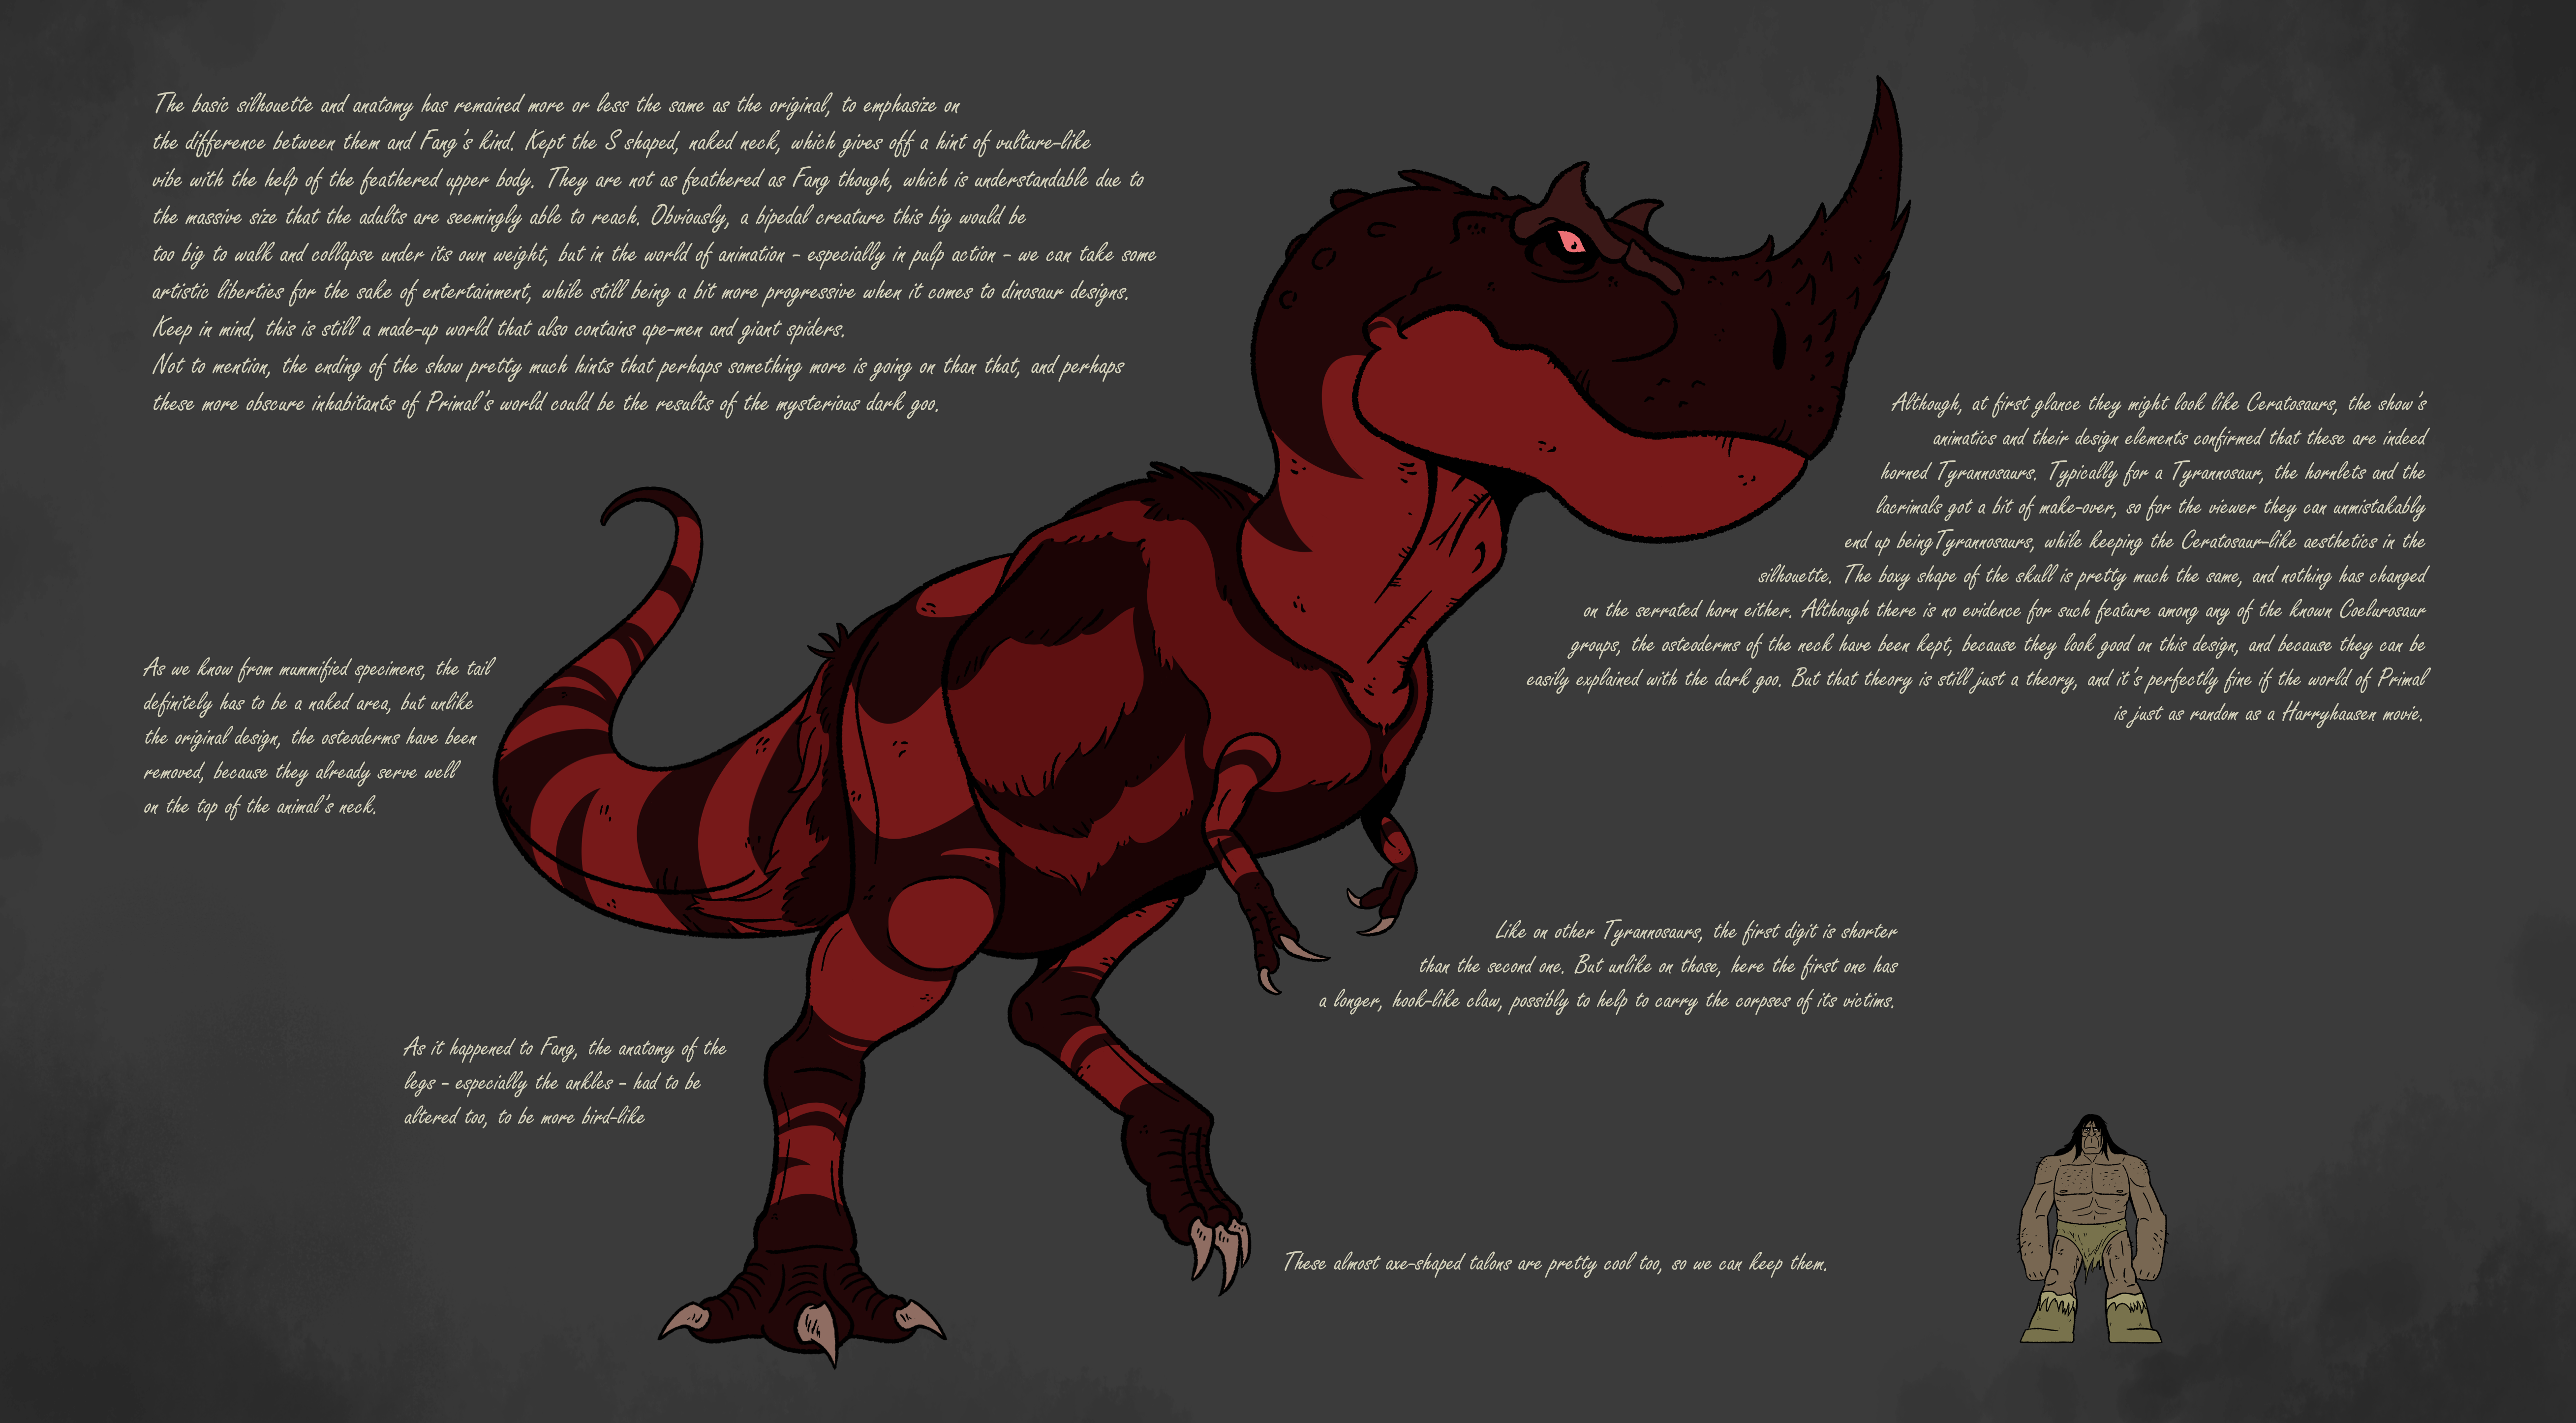 The basic silhouette and anatomy has remained more or less the same as the original, to emphasize on
the difference between them and Fang's kind. Kept the S shaped, naked neck, which gives off a hint of vulture-like
vibe with the help of the feathered upper body. They are not as feathered as Fang though, which is understandable due to
the massive size that the adults are seemingly able to reach. Obviously, a bipedal creature this big would be
too big to walk and collapse under its own weight, but in the world of animation - especially in pulp action - we can take some
artistic liberties for the sake of entertainment, while still being a bit more progressive when it comes to dinosaur designs.
Keep in mind, this is still a made-up world that also contains ape-men and giant spiders.
Not to mention, the ending of the show pretty much hints that perhaps something more is going on than that, and perhaps
these more obscure inhabitants of Primal's world could be the results of the mysterious dark goo.
Although, at first glance they might look like Ceratosaurs, the show's
animatics and their design elements confirmed that these are indeed
horned Tyrannosaurs. Typically for a Tyrannosaur, the hornlets and the
lacrimals got a bit of make-over, so for the viewer they can unmistakably
end up beingTyrannosaurs, while keeping the Ceratosaur-like aesthetics in the
silhouette. The boxy shape of the skull is pretty much the same, and nothing has changed
on the serrated horn either. Although there is no evidence for such feature among any of the known Coelurosaur
groups, the osteoderms of the neck have been kept, because they look good on this design, and because they can be
easily explained with the dark goo. But that theory is still just a theory, and it's perfectly fine if the world of Primal
is just as random as a Harryhausen movie.
As we know from mummified specimens, the tail
definitely has to be a naked area, but unlike
the original design, the osteoderms have been
removed, because they already serve well
on the top of the animal's neck.
Like on other Tyrannosaurs, the first digit is shorter
than the second one. But unlike on those, here the first one has
a longer, hook-like claw, possibly to help to carry the corpses of its victims.
As it happened to Fang, the anatomy of the
legs - especially the ankles - had to be
altered too, to be more bird-like
These almost axe-shaped talons are pretty cool too, so we can keep them.